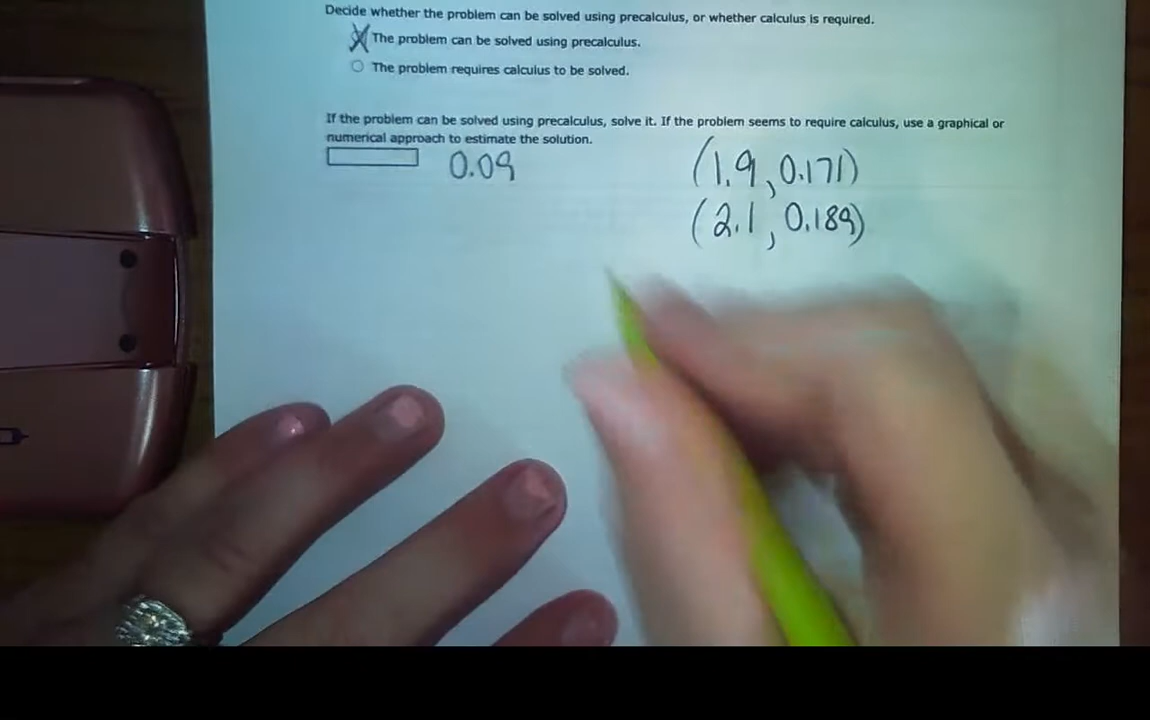 Decide whether the problem can be solved using precalculus, or whether calculus is required.
The problem can be solved using precalculus.
The problem requires calculus to be solved.
If the problem can be solved using precalculus, solve it. If the problem seems to require calculus, use a graphical or
numerical approach to estimate the solution.
0.09
(1.9, 0.171)
(2.1, 0.189)